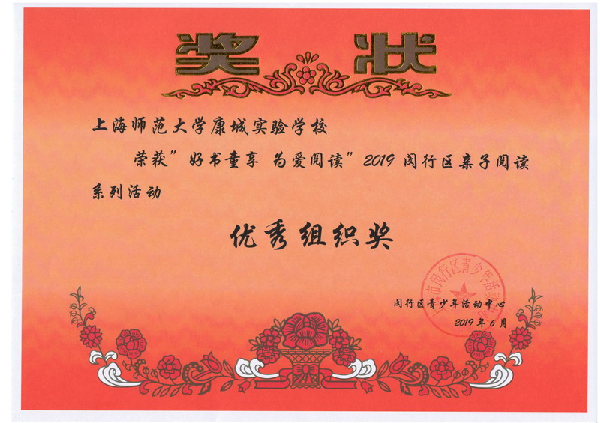 奖 状
上海师范大学康城实验学校
荣获"好书童享 为爱阅读"2019闵行区亲子阅读
系列活动
优秀组织奖
闵行区青少年活动中心
2019年5月